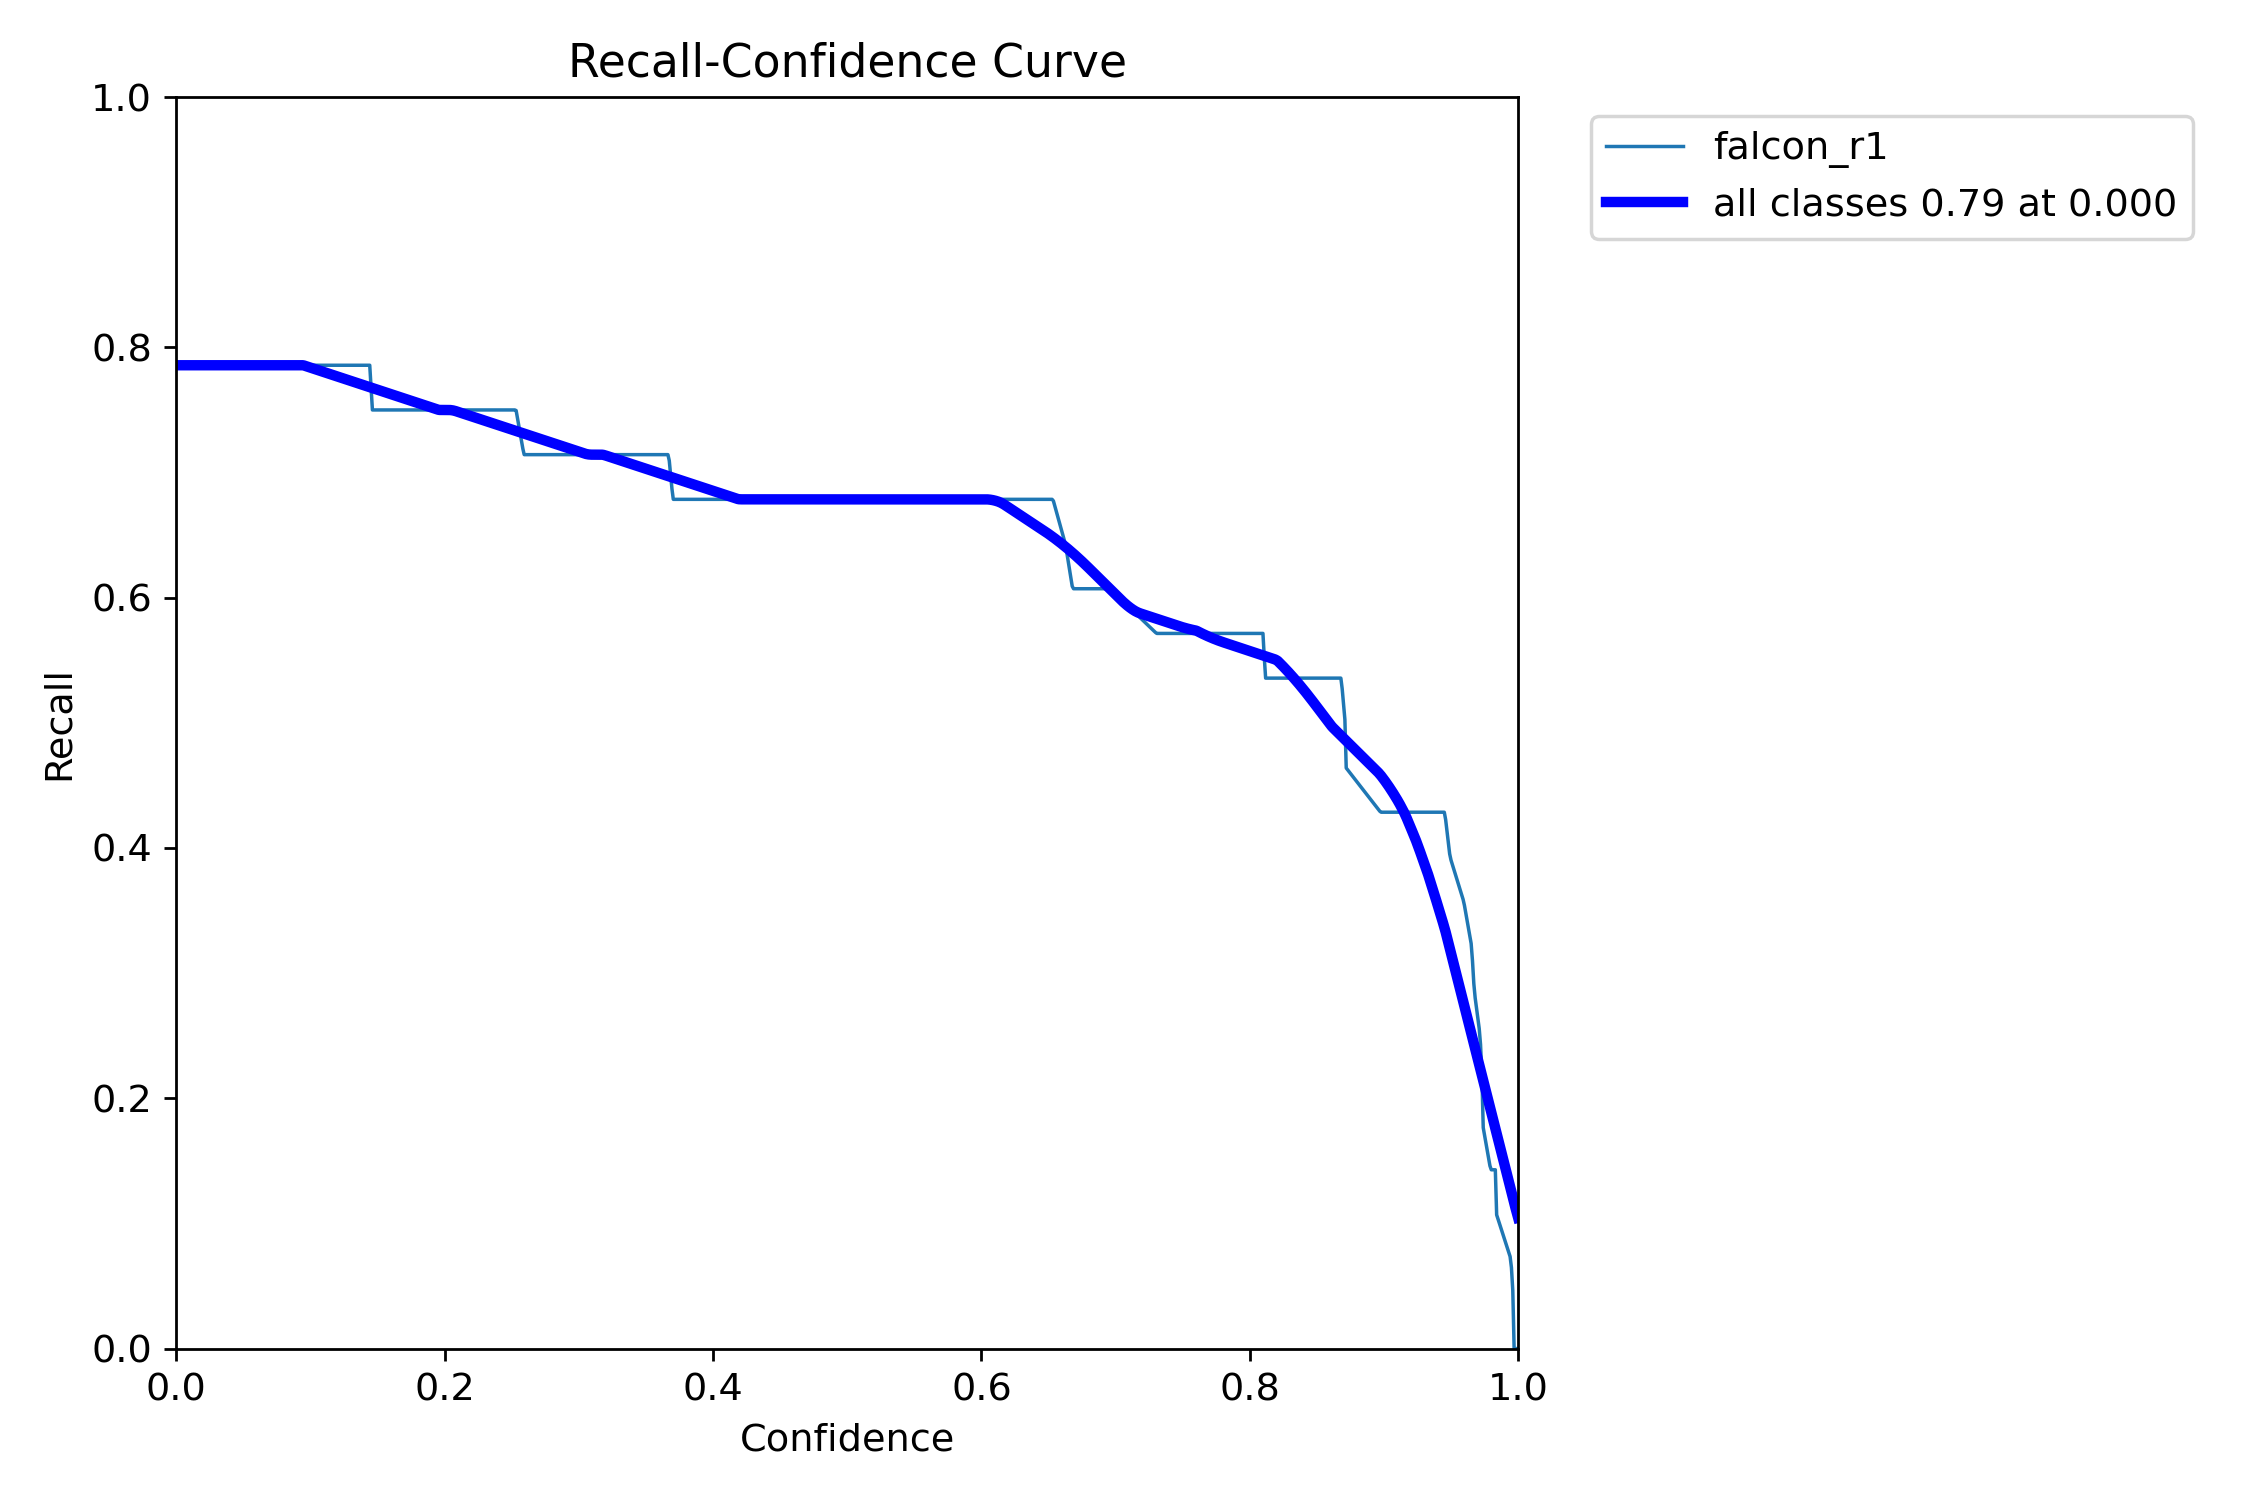 Recall-Confidence Curve
1.0
0.8
0.6
0.4
0.2
0.0
Recall
0.0 0.2 0.4 0.6 0.8 1.0
Confidence
falcon_r1
all classes 0.79 at 0.000